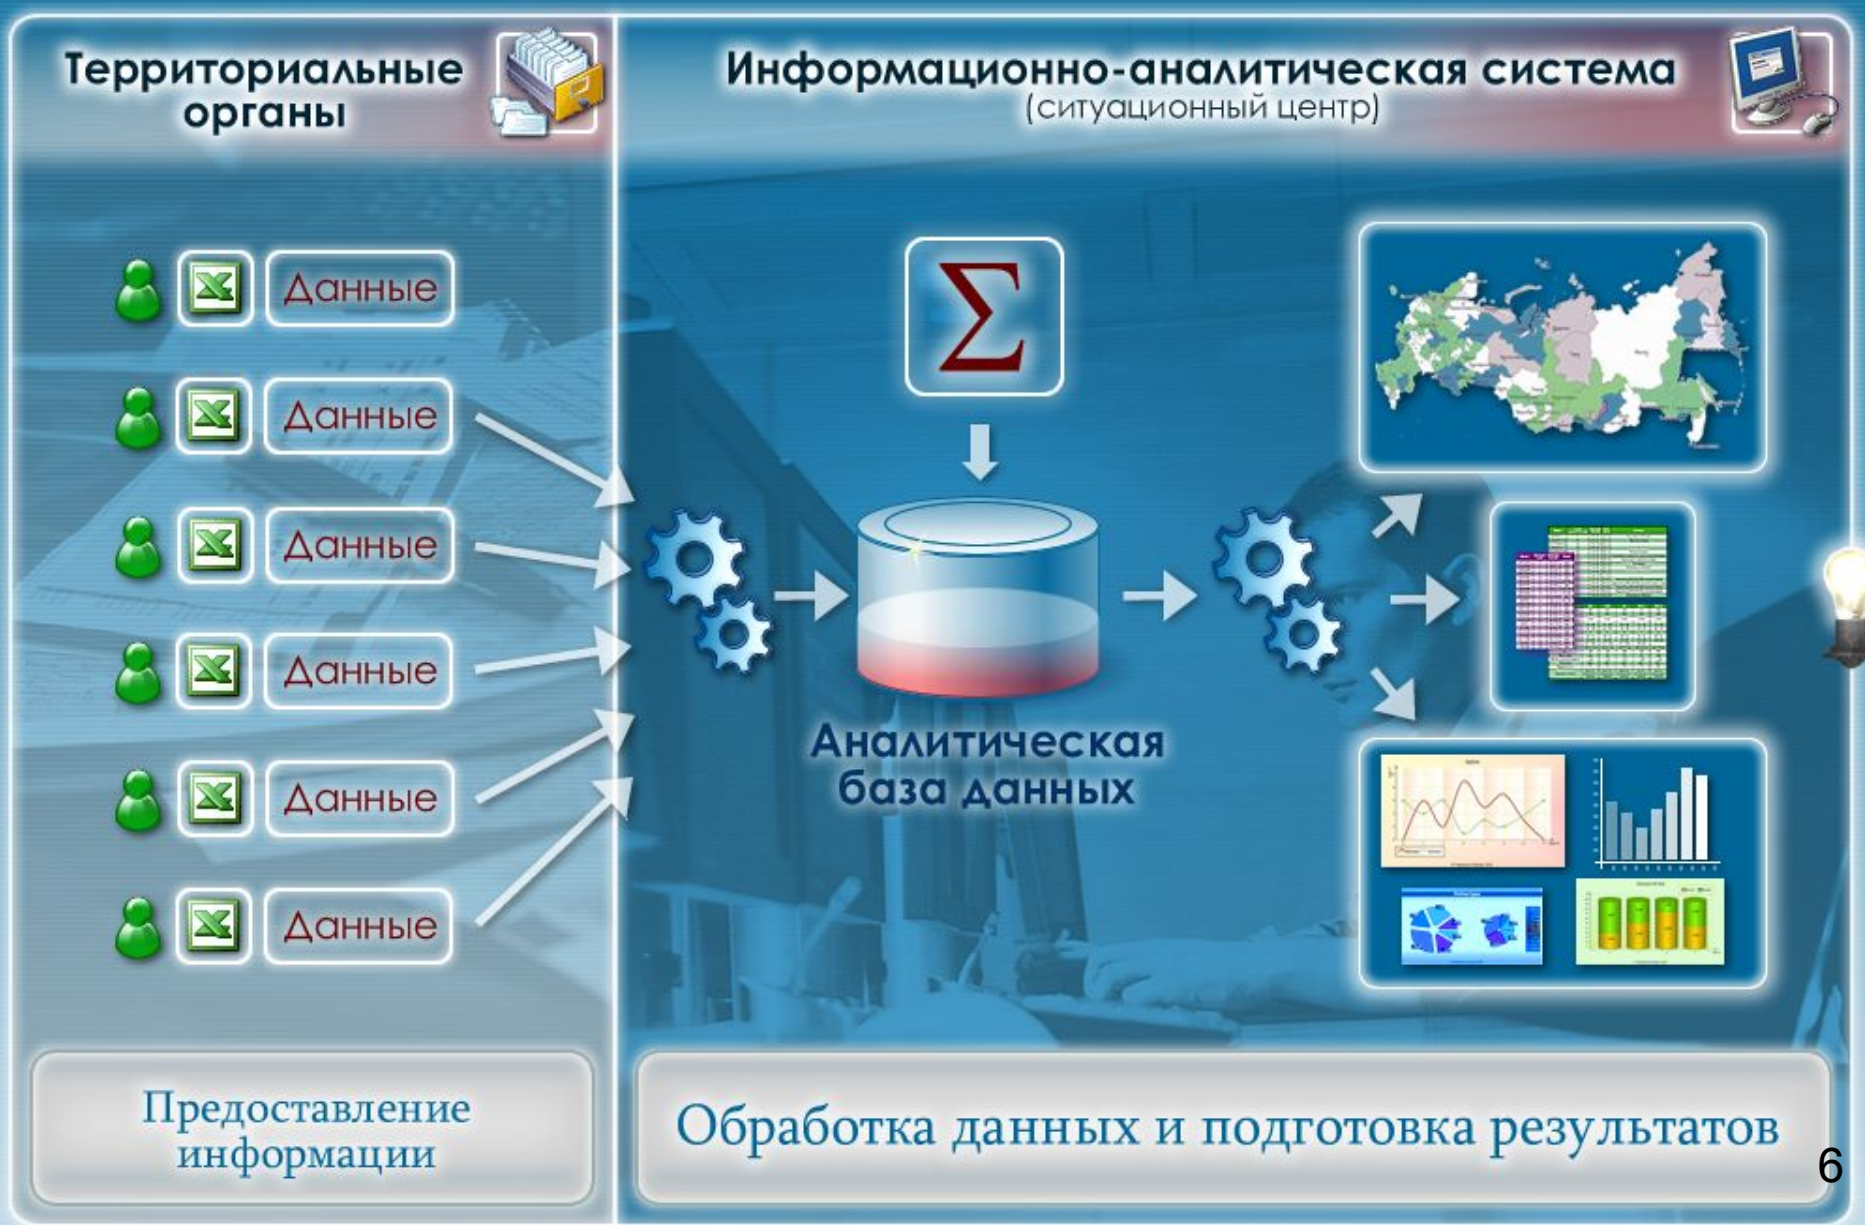 Территориальные
органы
Информационно-аналитическая система
(ситуационный центр)
Данные
Данные
Данные
Данные
Данные
Данные
Σ
Аналитическая
база данных
Предоставление
информации
Обработка данных и подготовка результатов
6